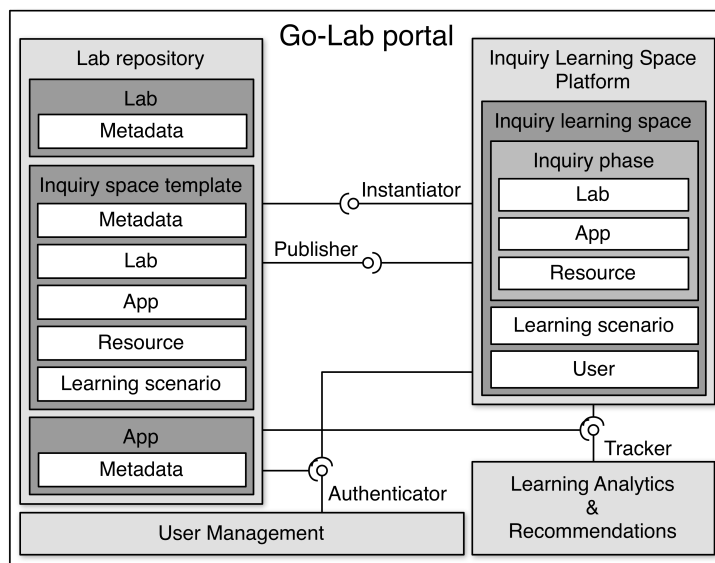 Go-Lab portal
Lab repository
Lab
Metadata
Inquiry space template
Metadata
Lab
App
Resource
Learning scenario
App
Metadata
Instantiator
Publisher
Authenticator
Tracker
Inquiry Learning Space
Platform
Inquiry learning space
Inquiry phase
Lab
App
Resource
Learning scenario
User
User Management
Learning Analytics
&
Recommendations